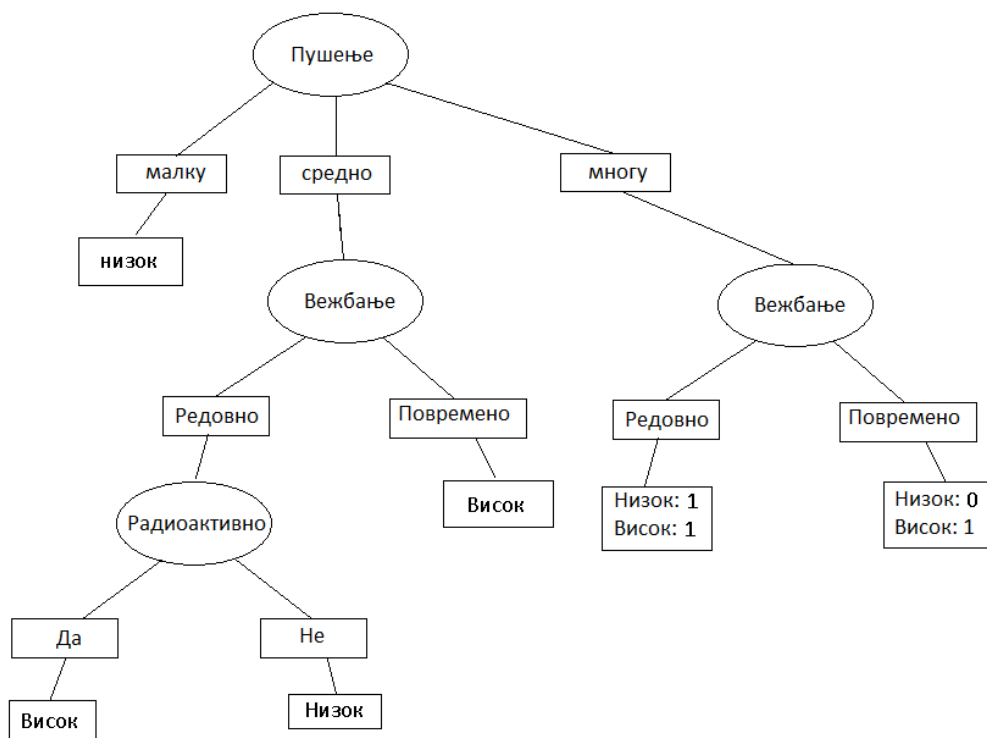 Пушење
малку
средно
многу
низок
Вежбање
Вежбање
Редовно
Повремено
Редовно
Повремено
Радиоактивно
Висок
Низок: 1
Висок: 1
Низок: 0
Висок: 1
Да
Не
Висок
Низок